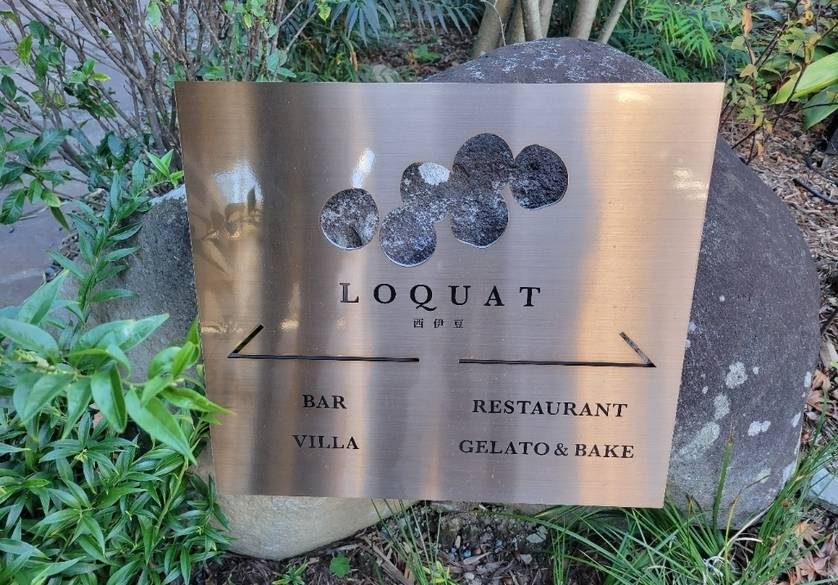 LOQUAT
西伊豆
BAR
VILLA
RESTAURANT
GELATO & BAKE